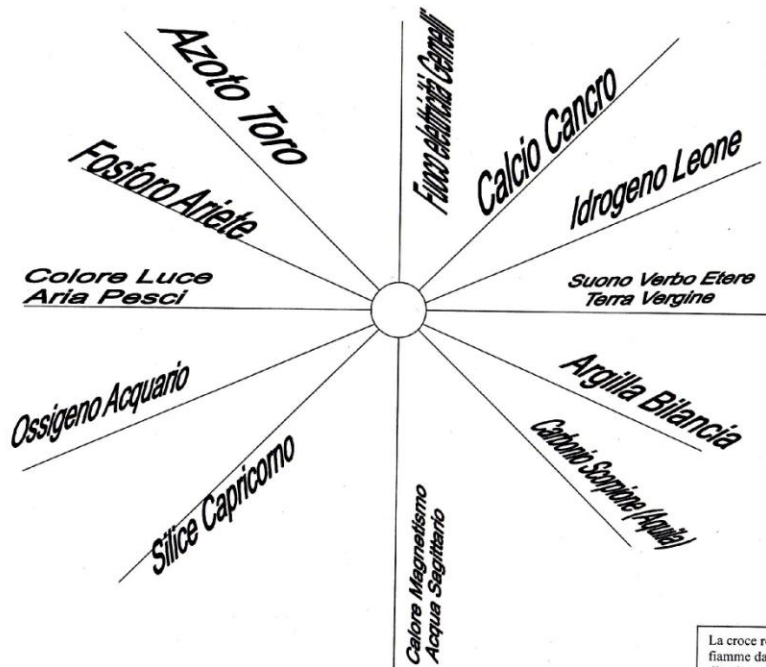 Azoto Toro
Fuoco elettricità Gemelli
Calcio Cancro
Fosforo Ariete
Idrogeno Leone
Colore Luce
Aria Pesci
Suono Verbo Etere
Terra Vergine
Ossigeno Acquario
Argilla Bilancia
Carbonio Scorpione (Aquila)
Silice Capricorno
Calore Magnetismo
Acqua Sagittario
La croce
fiamme